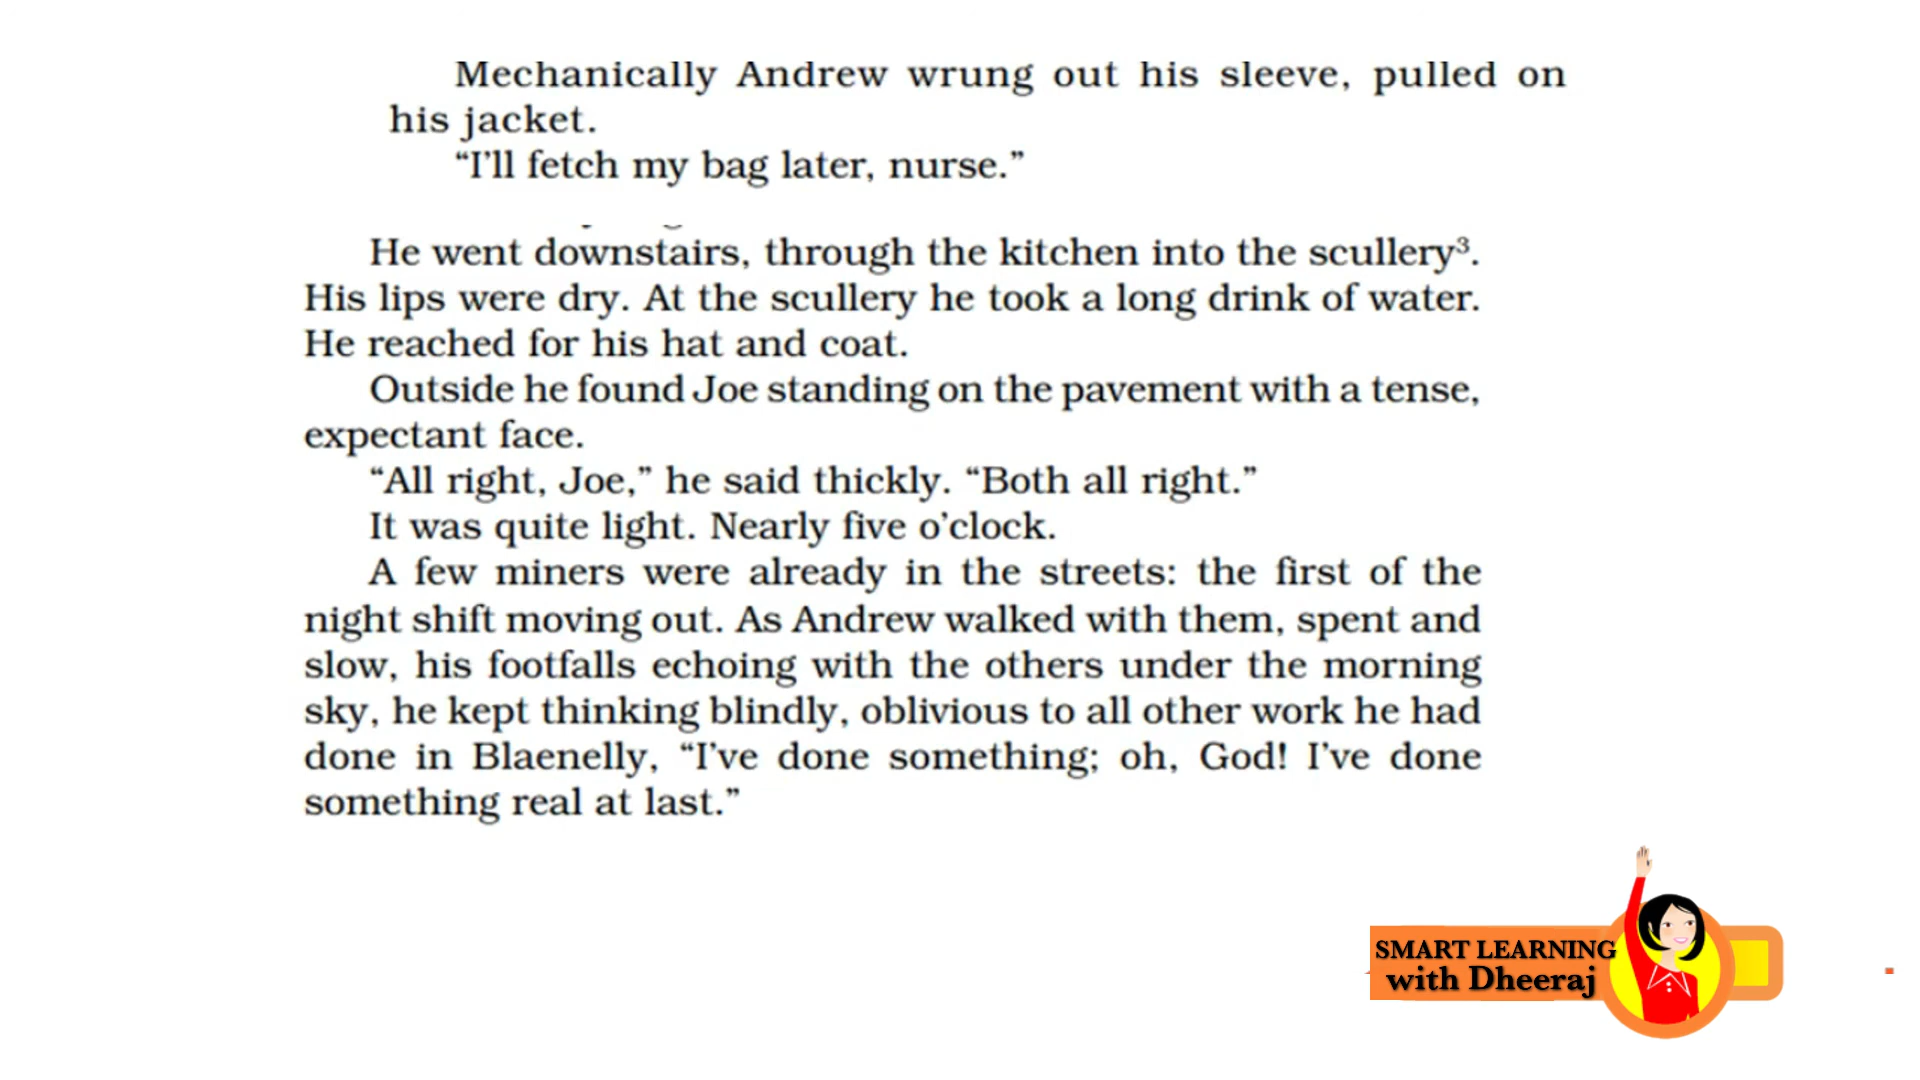 Mechanically Andrew wrung out his sleeve, pulled on
his jacket.
“I’ll fetch my bag later, nurse.”
He went downstairs, through the kitchen into the scullery³.
His lips were dry. At the scullery he took a long drink of water.
He reached for his hat and coat.
Outside he found Joe standing on the pavement with a tense,
expectant face.
“All right, Joe,” he said thickly. “Both all right.”
It was quite light. Nearly five o’clock.
A few miners were already in the streets: the first of the
night shift moving out. As Andrew walked with them, spent and
slow, his footfalls echoing with the others under the morning
sky, he kept thinking blindly, oblivious to all other work he had
done in Blaenelly, “I’ve done something; oh, God! I’ve done
something real at last.”
SMART LEARNING
with Dheeraj